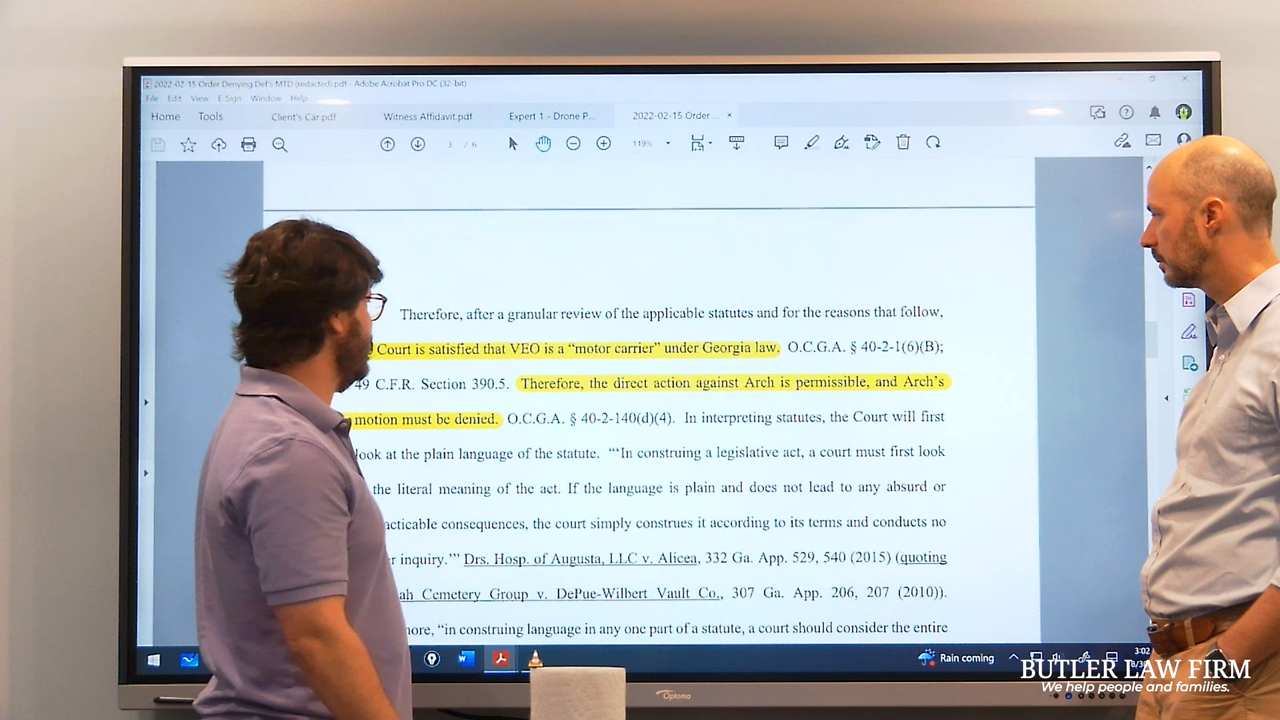 2022-02-15 Order Denying Def's MTD (redacted).pdf - Adobe Acrobat Pro DC (32-bit)
File Edit View E-Sign Window Help
Home Tools Client's Car.pdf Witness Affidavit.pdf Expert 1 - Drone P... 2022-02-15 Order ... ×
3 / 6 119%
Therefore, after a granular review of the applicable statutes and for the reasons that follow,
Court is satisfied that VEO is a “motor carrier” under Georgia law. O.C.G.A. § 40-2-1(6)(B);
49 C.F.R. Section 390.5. Therefore, the direct action against Arch is permissible, and Arch’s
motion must be denied. O.C.G.A. § 40-2-140(d)(4). In interpreting statutes, the Court will first
look at the plain language of the statute. “‘In construing a legislative act, a court must first look
the literal meaning of the act. If the language is plain and does not lead to any absurd or
acticable consequences, the court simply construes it according to its terms and conducts no
r inquiry.’” Drs. Hosp. of Augusta, LLC v. Alicea, 332 Ga. App. 529, 540 (2015) (quoting
ah Cemetery Group v. DePue-Wilbert Vault Co., 307 Ga. App. 206, 207 (2010)).
more, “in construing language in any one part of a statute, a court should consider the entire
Rain coming
3:02
Optoma
BUTLER LAW FIRM
We help people and families.